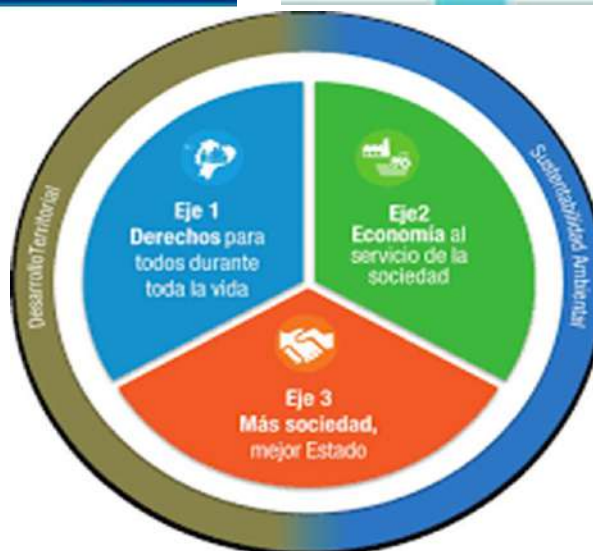 Eje 1
Derechos para
todos durante
toda la vida
Eje2
Economía al
servicio de la
sociedad
Eje 3
Más sociedad,
mejor Estado
DesarrolloTerritorial
Sustentabilidad Ambiental